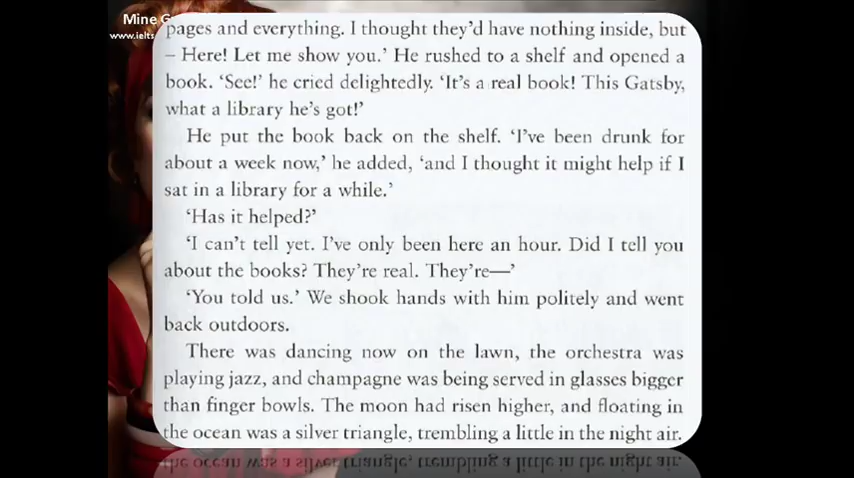 Mine G
www.ielts
pages and everything. I thought they'd have nothing inside, but
– Here! Let me show you.' He rushed to a shelf and opened a
book. 'See!' he cried delightedly. 'It's a real book! This Gatsby,
what a library he's got!'
He put the book back on the shelf. 'I've been drunk for
about a week now,' he added, 'and I thought it might help if I
sat in a library for a while.'
'Has it helped?'
'I can't tell yet. I've only been here an hour. Did I tell you
about the books? They're real. They're—'
'You told us.' We shook hands with him politely and went
back outdoors.
There was dancing now on the lawn, the orchestra was
playing jazz, and champagne was being served in glasses bigger
than finger bowls. The moon had risen higher, and floating in
the ocean was a silver triangle, trembling a little in the night air.